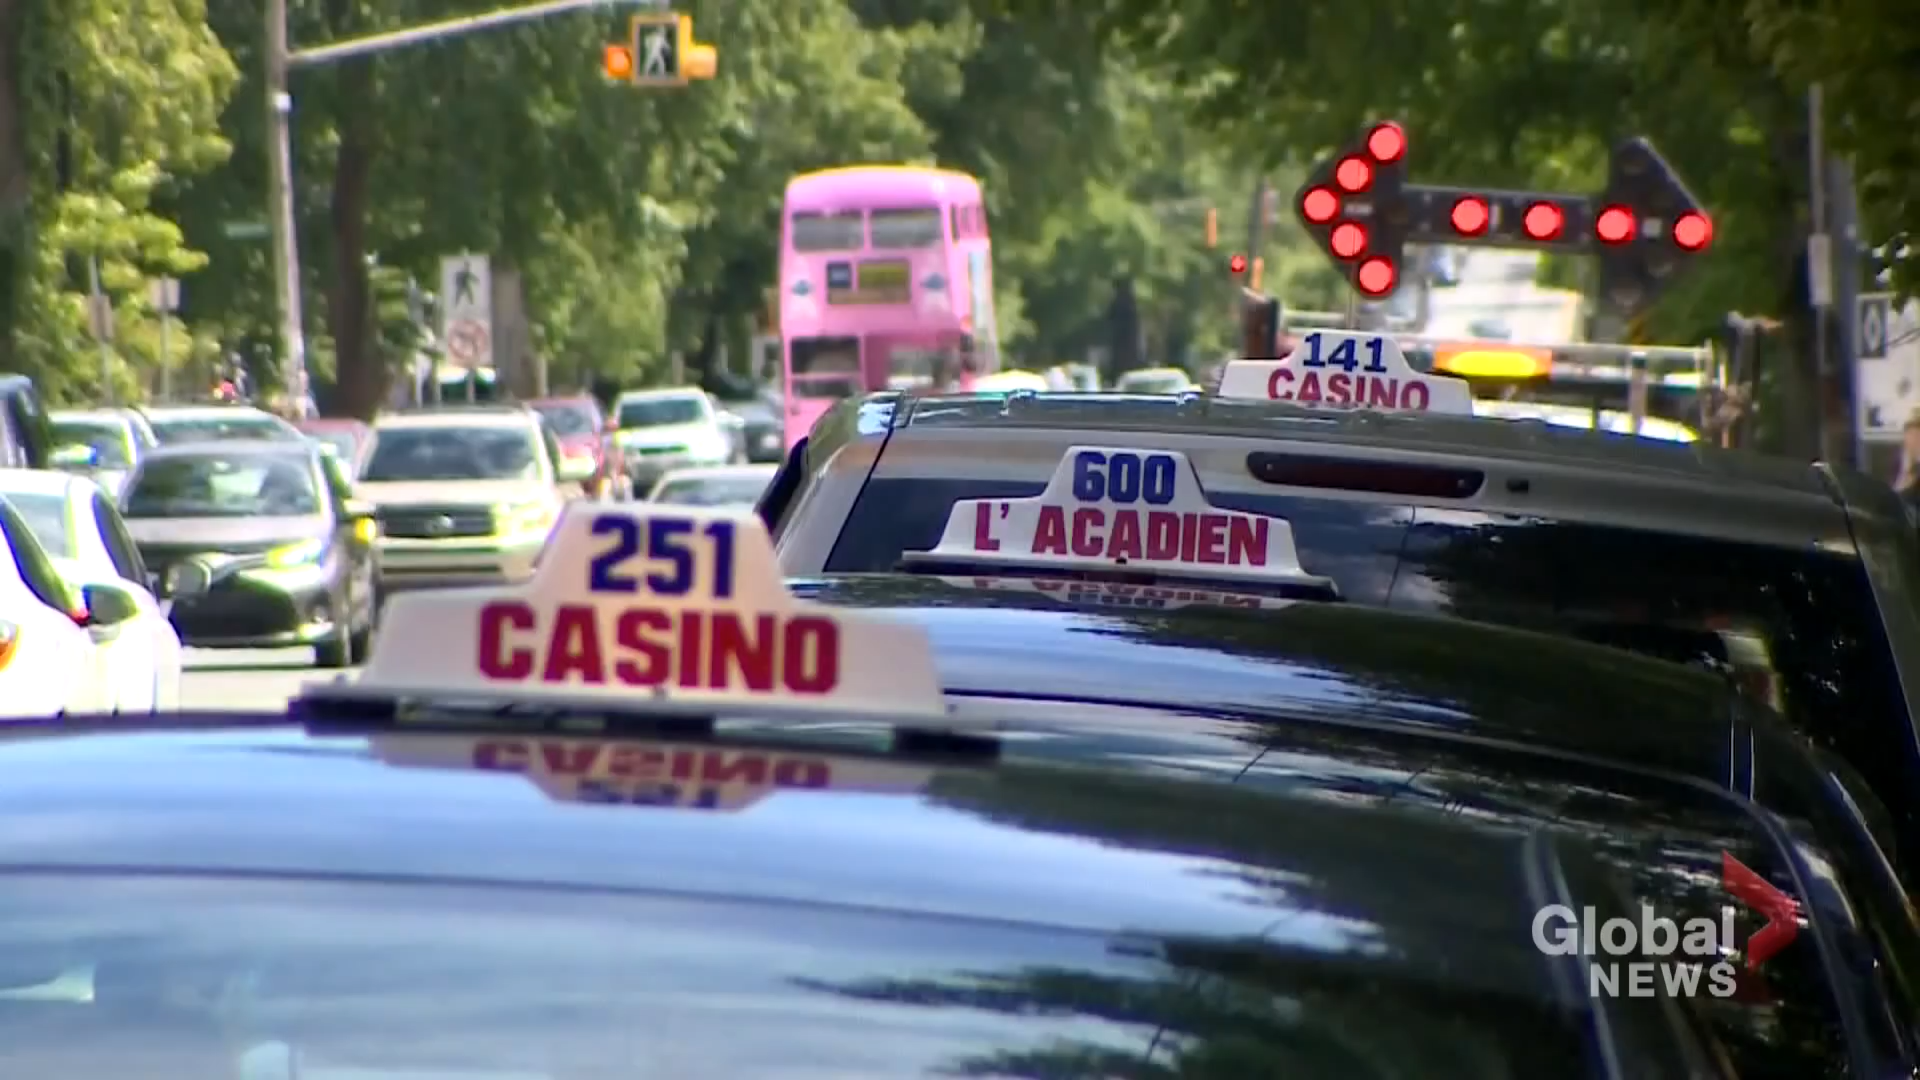 141
CASINO
600
L' ACADIEN
251
CASINO
Global
NEWS